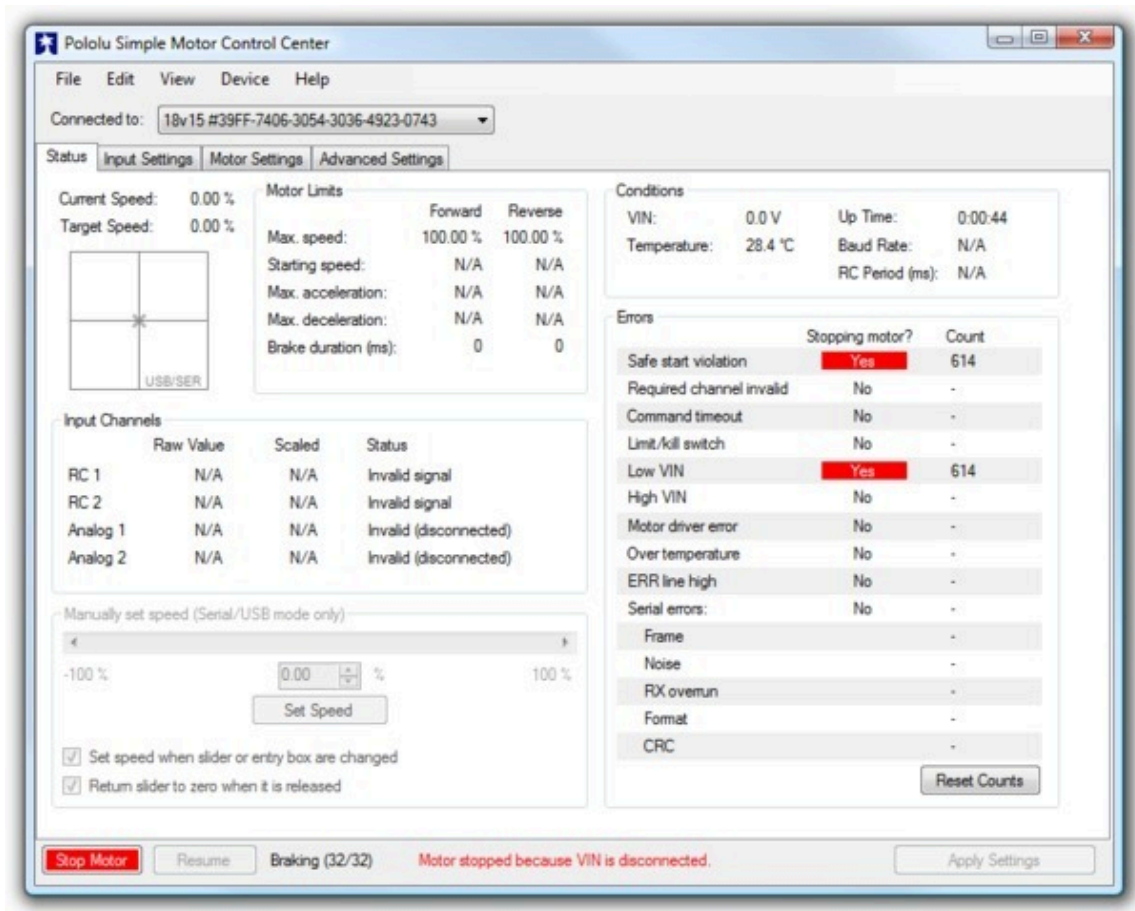 Pololu Simple Motor Control Center
File Edit View Device Help
Connected to: 18v15 #39FF-7406-3054-3036-4923-0743
Status Input Settings Motor Settings Advanced Settings
Current Speed: 0.00 %
Target Speed: 0.00 %
USB/SER
Motor Limits
Forward Reverse
Max. speed: 100.00 % 100.00 %
Starting speed: N/A N/A
Max. acceleration: N/A N/A
Max. deceleration: N/A N/A
Brake duration (ms): 0 0
Conditions
VIN: 0.0 V Up Time: 0:00:44
Temperature: 28.4 °C Baud Rate: N/A
RC Period (ms): N/A
Input Channels
Raw Value Scaled Status
RC 1 N/A N/A Invalid signal
RC 2 N/A N/A Invalid signal
Analog 1 N/A N/A Invalid (disconnected)
Analog 2 N/A N/A Invalid (disconnected)
Manually set speed (Serial/USB mode only)
-100 % 0.00 % 100 %
Set Speed
Set speed when slider or entry box are changed
Return slider to zero when it is released
Errors
Stopping motor? Count
Safe start violation Yes 614
Required channel invalid No -
Command timeout No -
Limit/kill switch No -
Low VIN Yes 614
High VIN No -
Motor driver error No -
Over temperature No -
ERR line high No -
Serial errors: No -
Frame -
Noise -
RX overrun -
Format -
CRC -
Reset Counts
Stop Motor Resume Braking (32/32) Motor stopped because VIN is disconnected. Apply Settings